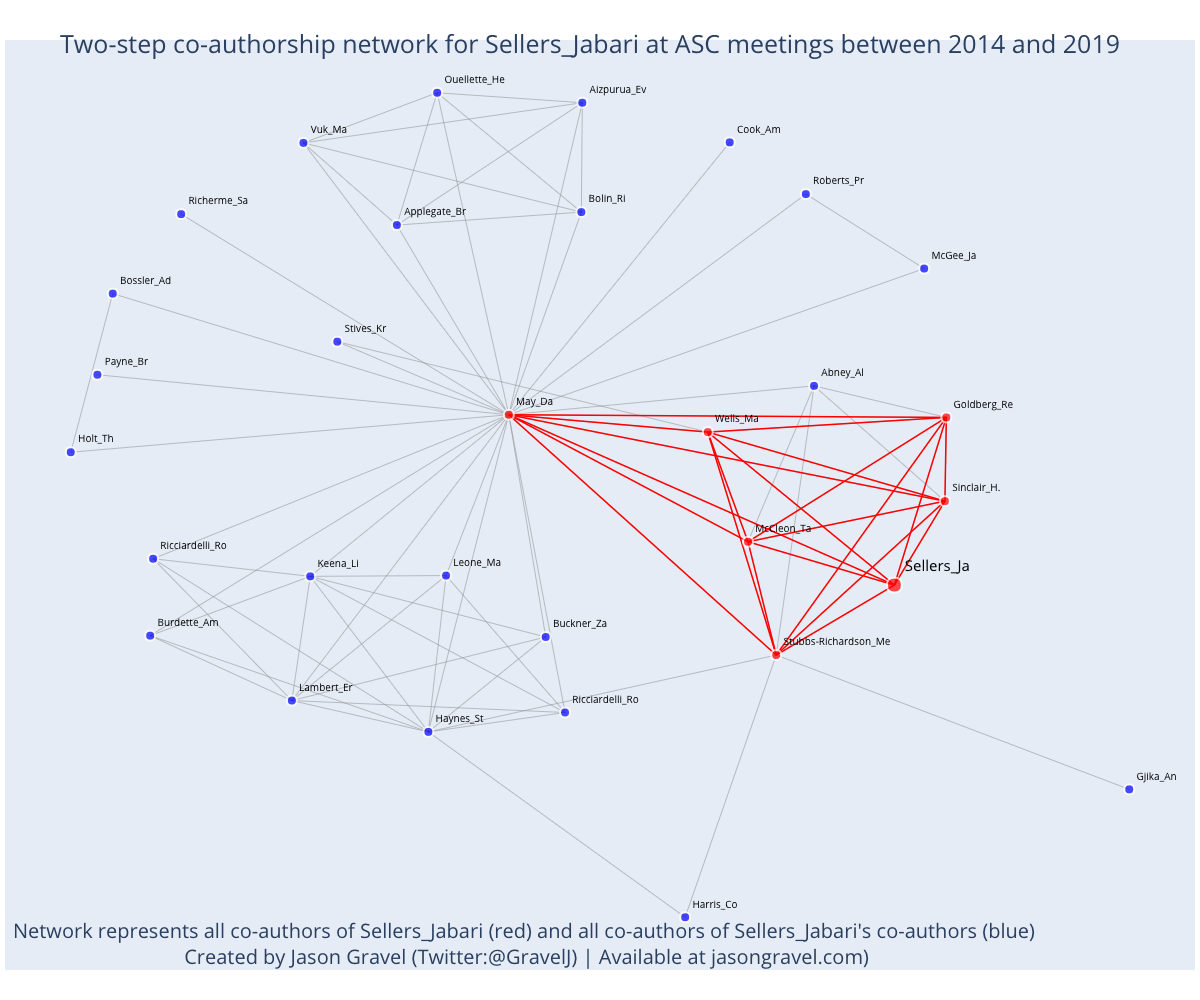 Two-step co-authorship network for Sellers_Jabari at ASC meetings between 2014 and 2019
Ouellette_He
Aizpurua_Ev
Vuk_Ma
Cook_Am
Roberts_Pr
Richerme_Sa
Bolin_Ri
Applegate_Br
McGee_Ja
Bossler_Ad
Stives_Kr
Payne_Br
Abney_Al
May_Da
Goldberg_Re
Wells_Ma
Holt_Th
Sinclair_H.
McCleon_Ta
Ricciardelli_Ro
Keena_Li
Leone_Ma
Sellers_Ja
Burdette_Am
Buckner_Za
Stubbs-Richardson_Me
Lambert_Er
Ricciardelli_Ro
Haynes_St
Gjika_An
Harris_Co
Network represents all co-authors of Sellers_Jabari (red) and all co-authors of Sellers_Jabari's co-authors (blue)
Created by Jason Gravel (Twitter:@GravelJ) | Available at jasongravel.com)